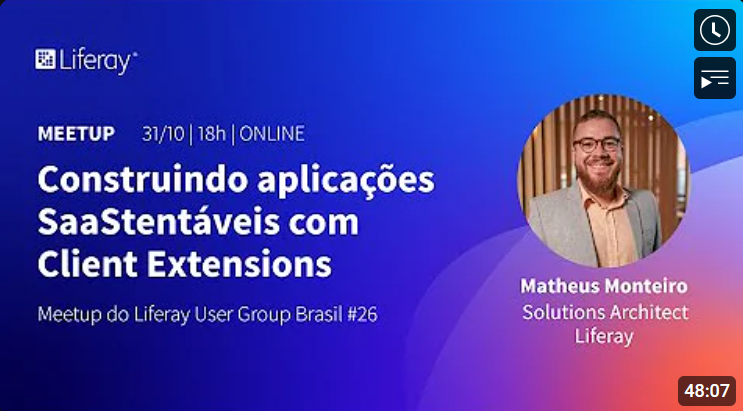 Liferay
MEETUP 31/10 | 18h | ONLINE
Construindo aplicações
SaaStentáveis com
Client Extensions
Meetup do Liferay User Group Brasil #26
Matheus Monteiro
Solutions Architect
Liferay
48:07